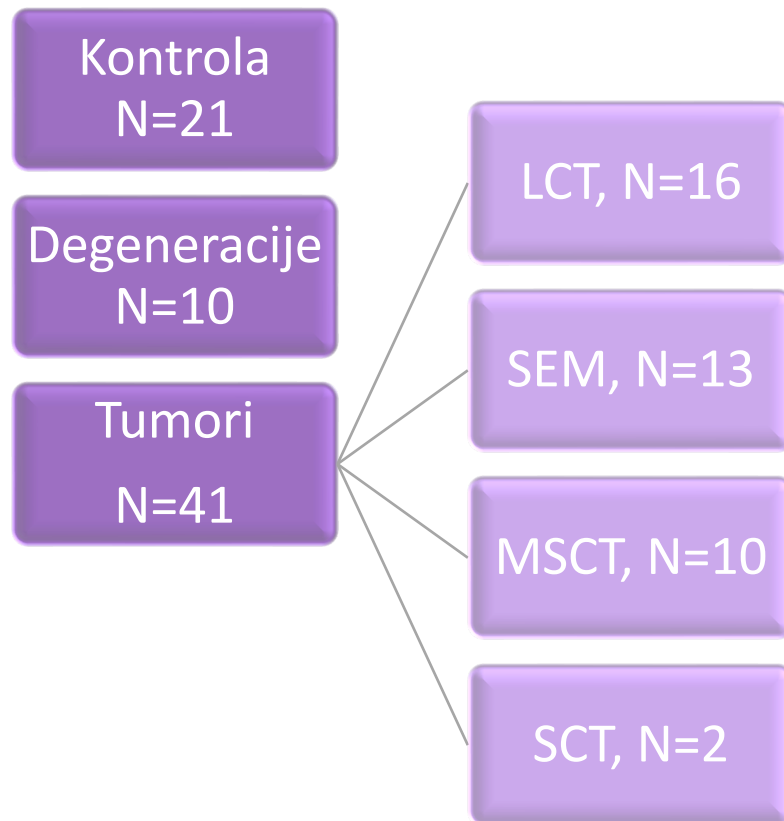 Kontrola
N=21
Degeneracije
N=10
Tumori
N=41
LCT, N=16
SEM, N=13
MSCT, N=10
SCT, N=2